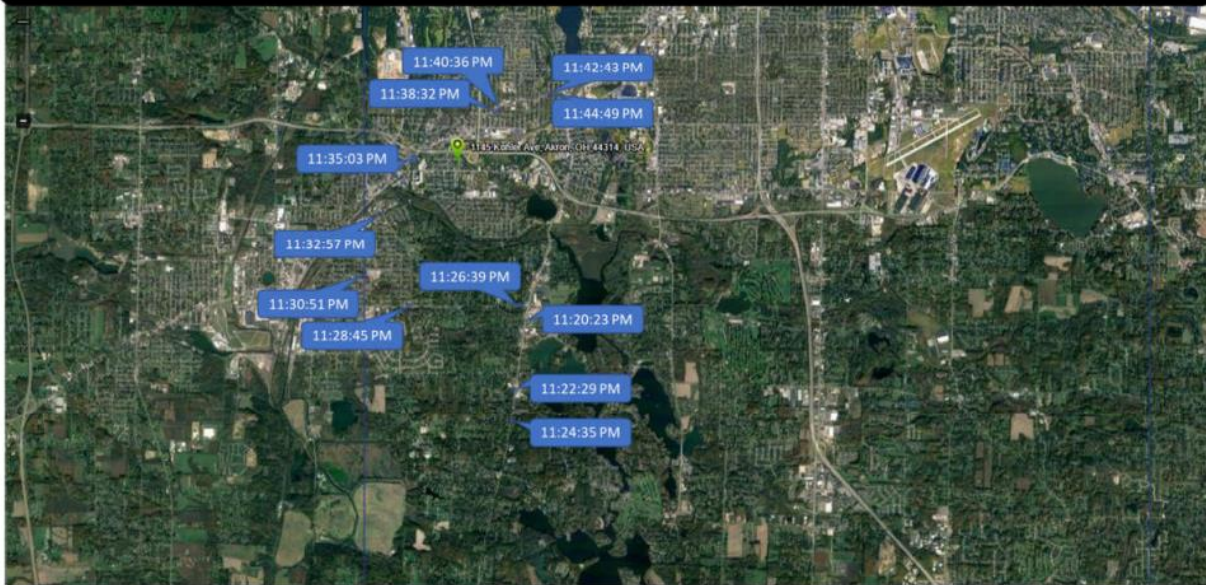 11:40:36 PM
11:42:43 PM
11:38:32 PM
11:44:49 PM
1145 Kohler Ave, Akron, OH 44314, USA
11:35:03 PM
11:32:57 PM
11:26:39 PM
11:30:51 PM
11:20:23 PM
11:28:45 PM
11:22:29 PM
11:24:35 PM